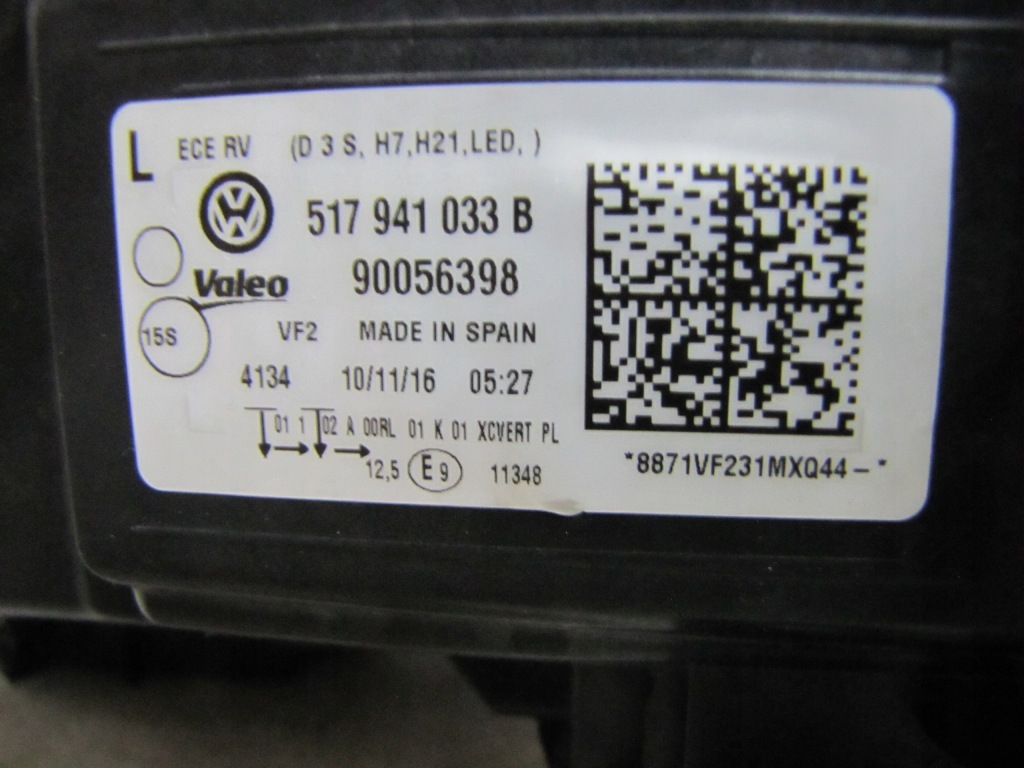 L ECE RV (D 3 S, H7,H21,LED, )
517 941 033 B
Valeo 90056398
15S VF2 MADE IN SPAIN
4134 10/11/16 05:27
01 1 02 A 00RL 01 K 01 XCVERT PL
12,5 E9 11348
*8871VF231MXQ44-*